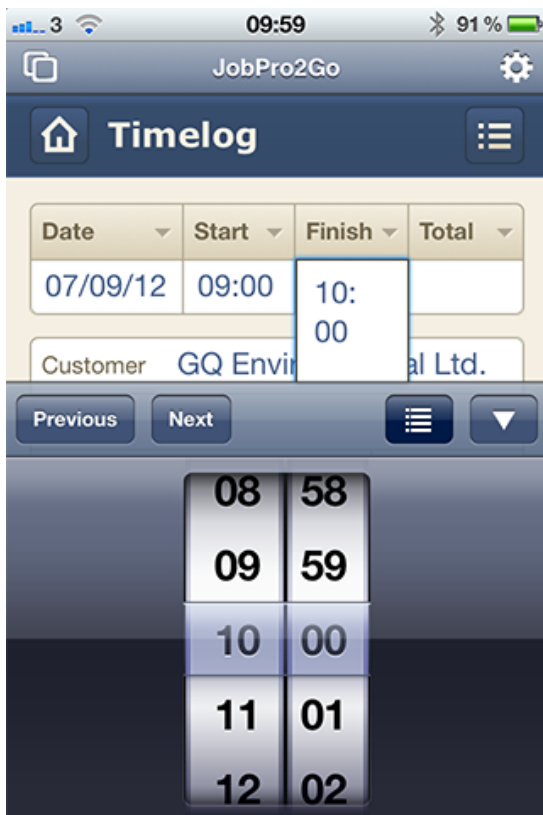 3 09:59 91 %
JobPro2Go
Timelog
Date Start Finish Total
07/09/12 09:00 10:
00
Customer GQ Envir al Ltd.
Previous Next
08 58
09 59
10 00
11 01
12 02